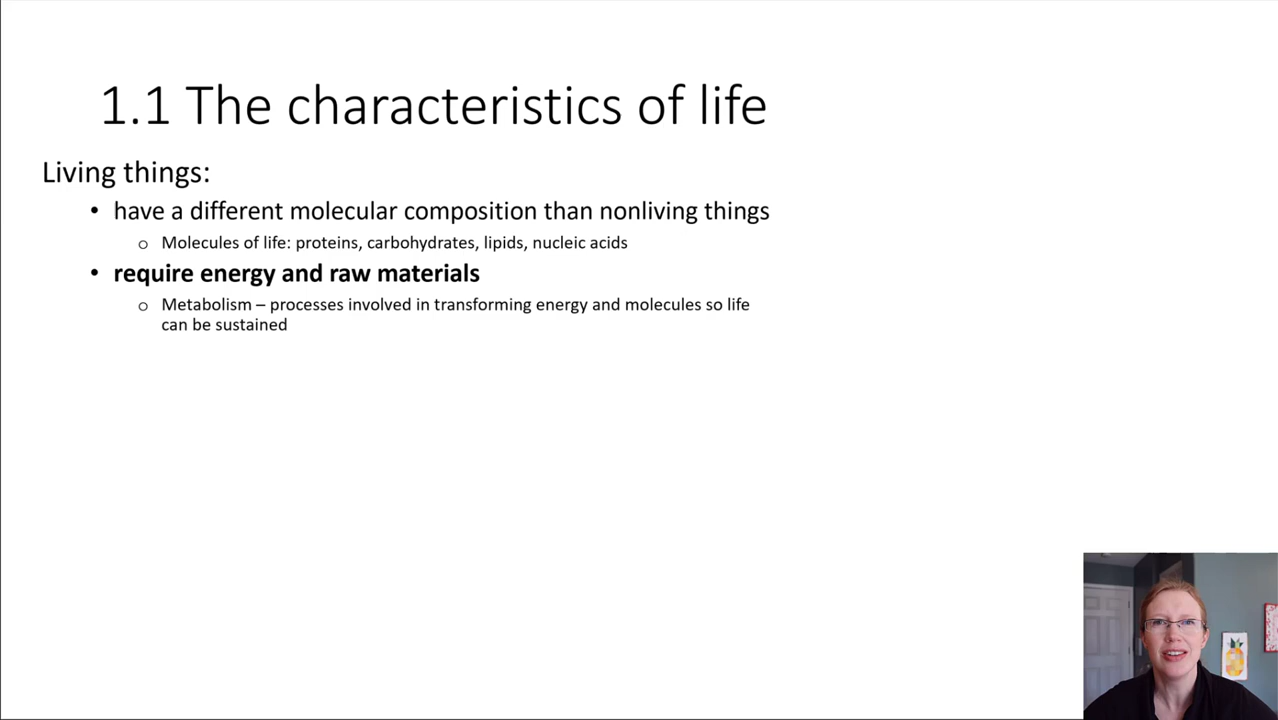 1.1 The characteristics of life
Living things:
• have a different molecular composition than nonliving things
o Molecules of life: proteins, carbohydrates, lipids, nucleic acids
• require energy and raw materials
o Metabolism – processes involved in transforming energy and molecules so life
can be sustained